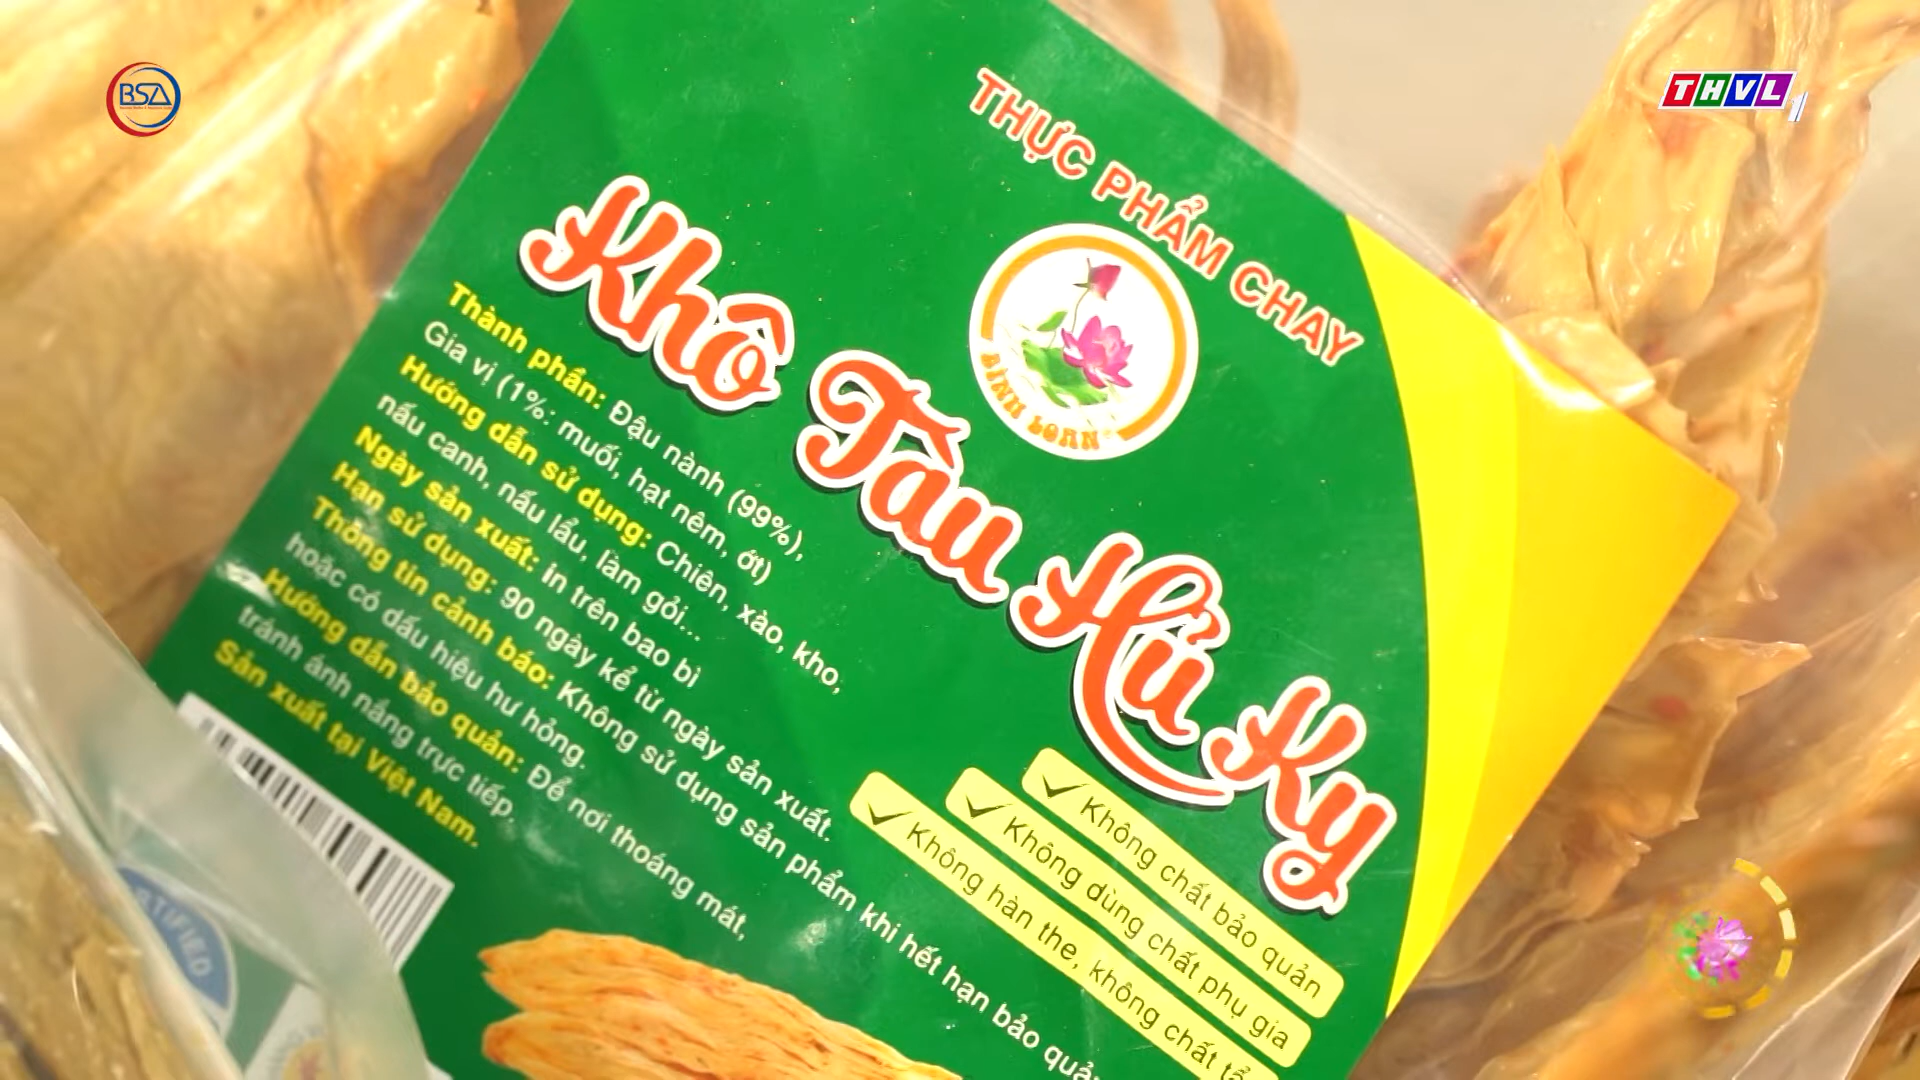 BSA
THVL1
THỰC PHẨM CHAY
BÌNH LOAN
Khô Tàu Hủ Ky
Thành phần: Đậu nành (99%),
Gia vị (1%: muối, hạt nêm, ớt)
Hướng dẫn sử dụng: Chiên, xào, kho,
nấu canh, nấu lẩu, làm gỏi...
Ngày sản xuất: in trên bao bì
Hạn sử dụng: 90 ngày kể từ ngày sản xuất.
Thông tin cảnh báo: Không sử dụng sản phẩm khi hết hạn bảo
hoặc có dấu hiệu hư hỏng.
Hướng dẫn bảo quản: Để nơi thoáng mát,
tránh ánh nắng trực tiếp.
Sản xuất tại Việt Nam.
Không chất bảo quản
Không dùng chất phụ gia
Không hàn the, không chất